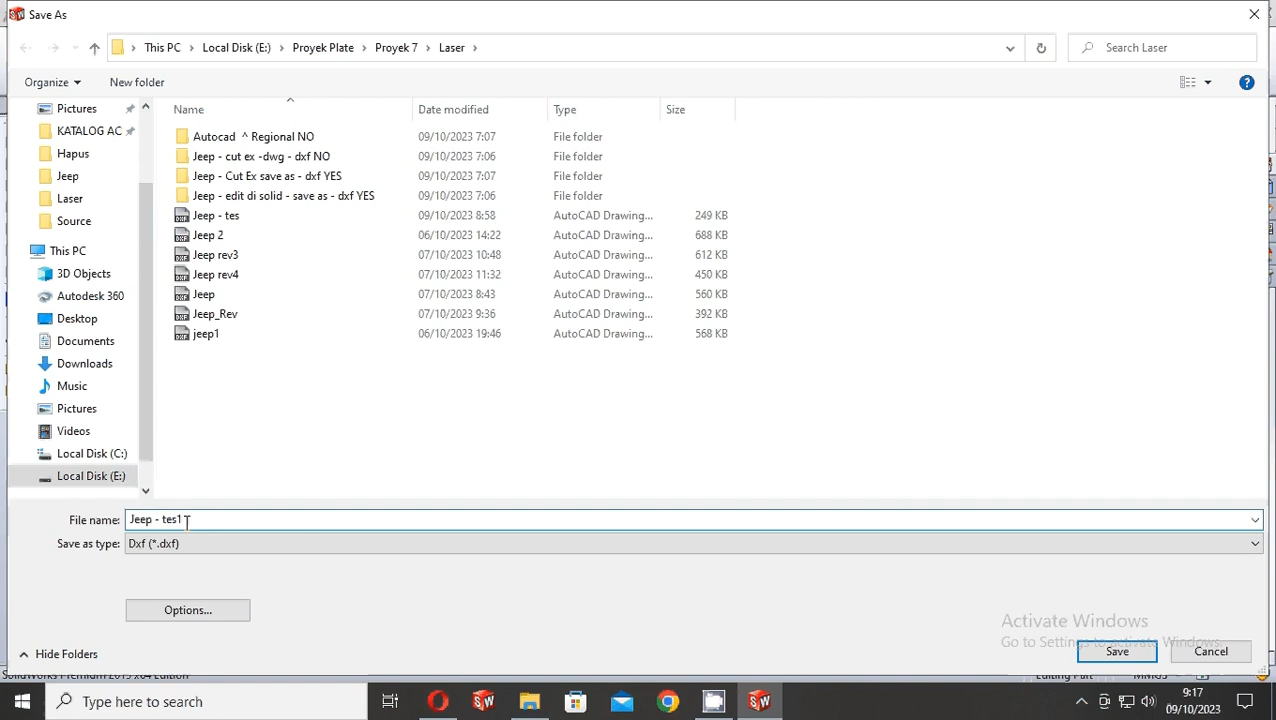 Save As
This PC Local Disk (E:) Proyek Plate Proyek 7 Laser
Search Laser
Organize New folder
Name Date modified Type Size
Pictures
KATALOG AC
Hapus
Jeep
Laser
Source
This PC
3D Objects
Autodesk 360
Desktop
Documents
Downloads
Music
Pictures
Videos
Local Disk (C:)
Local Disk (E:)
Autocad ^ Regional NO 09/10/2023 7:07 File folder
Jeep - cut ex -dwg - dxf NO 09/10/2023 7:06 File folder
Jeep - Cut Ex save as - dxf YES 09/10/2023 7:07 File folder
Jeep - edit di solid - save as - dxf YES 09/10/2023 7:06 File folder
Jeep - tes 09/10/2023 8:58 AutoCAD Drawing... 249 KB
Jeep 2 06/10/2023 14:22 AutoCAD Drawing... 688 KB
Jeep rev3 07/10/2023 10:48 AutoCAD Drawing... 612 KB
Jeep rev4 07/10/2023 11:32 AutoCAD Drawing... 450 KB
Jeep 07/10/2023 8:43 AutoCAD Drawing... 560 KB
Jeep_Rev 07/10/2023 9:36 AutoCAD Drawing... 392 KB
jeep1 06/10/2023 19:46 AutoCAD Drawing... 568 KB
File name: Jeep - tes1
Save as type: Dxf (*.dxf)
Options...
Activate Windows
Go to Settings to activate Windows.
Hide Folders
Save Cancel
Editing Part MMGS
Type here to search
9:17
09/10/2023